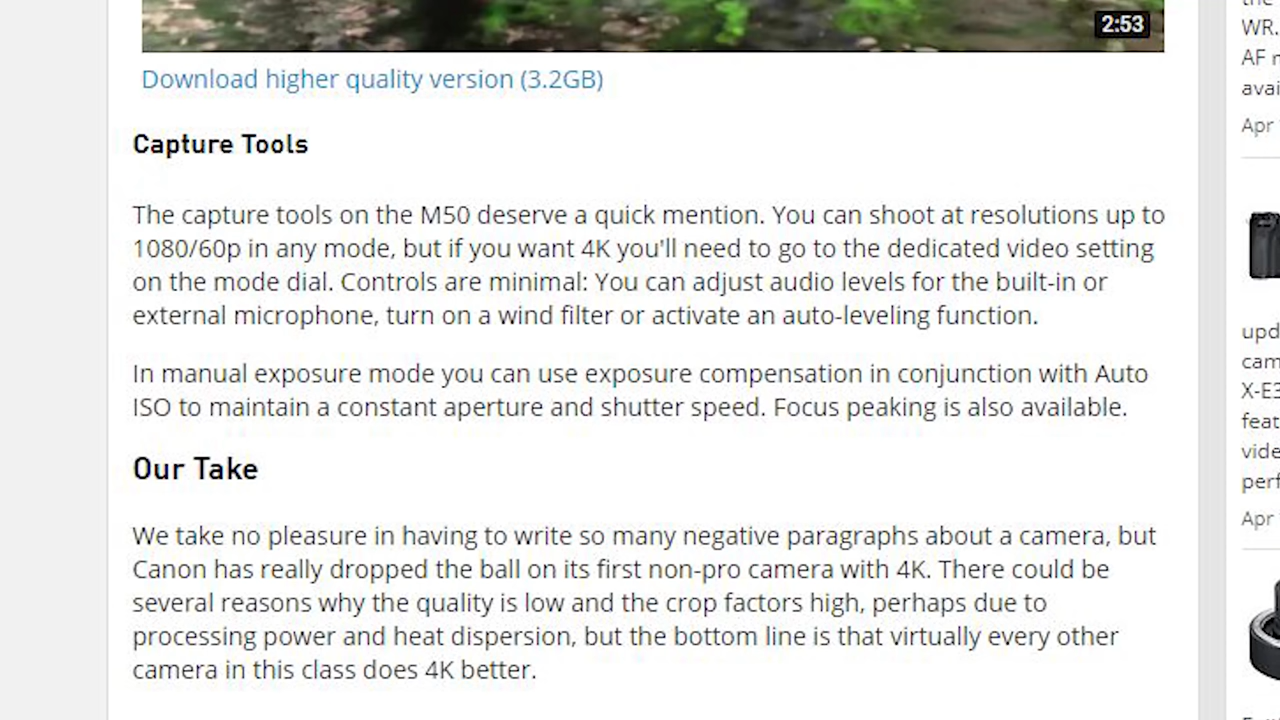 2:53
Download higher quality version (3.2GB)
Capture Tools
The capture tools on the M50 deserve a quick mention. You can shoot at resolutions up to
1080/60p in any mode, but if you want 4K you'll need to go to the dedicated video setting
on the mode dial. Controls are minimal: You can adjust audio levels for the built-in or
external microphone, turn on a wind filter or activate an auto-leveling function.
In manual exposure mode you can use exposure compensation in conjunction with Auto
ISO to maintain a constant aperture and shutter speed. Focus peaking is also available.
Our Take
We take no pleasure in having to write so many negative paragraphs about a camera, but
Canon has really dropped the ball on its first non-pro camera with 4K. There could be
several reasons why the quality is low and the crop factors high, perhaps due to
processing power and heat dispersion, but the bottom line is that virtually every other
camera in this class does 4K better.
WR.
AF
Apr
X-E3
Apr